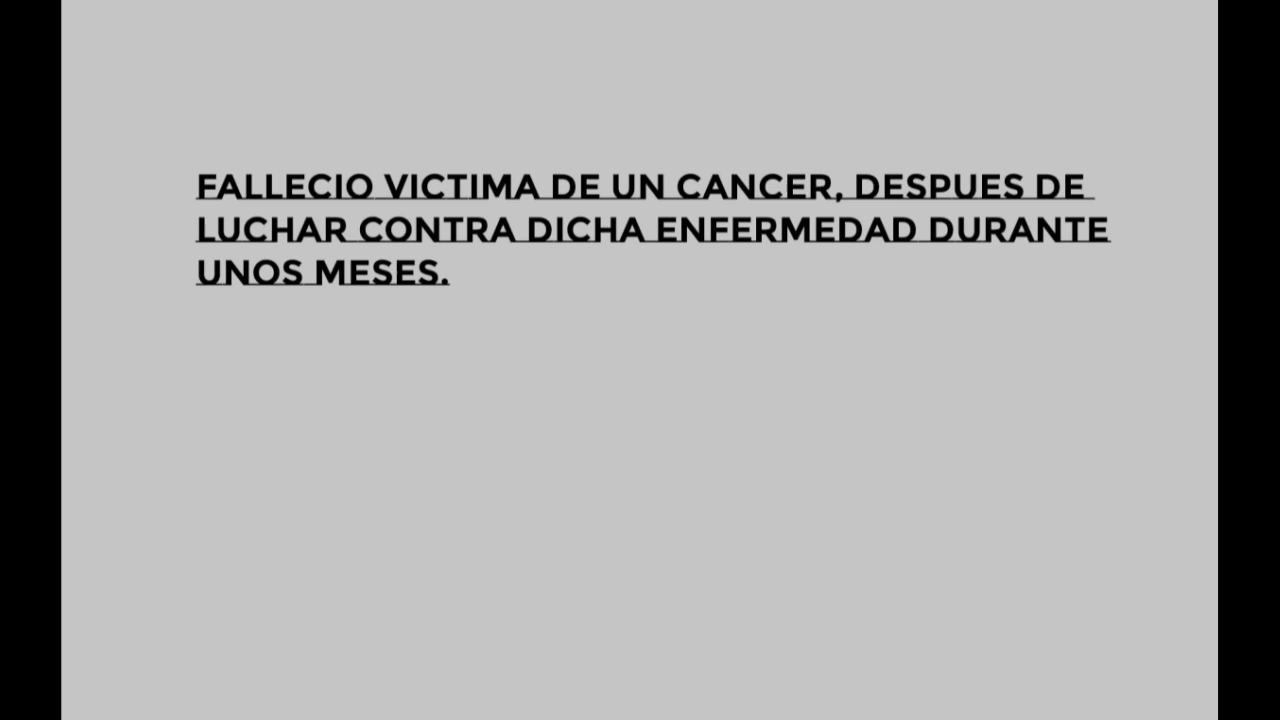 FALLECIO VICTIMA DE UN CANCER, DESPUES DE
LUCHAR CONTRA DICHA ENFERMEDAD DURANTE
UNOS MESES.